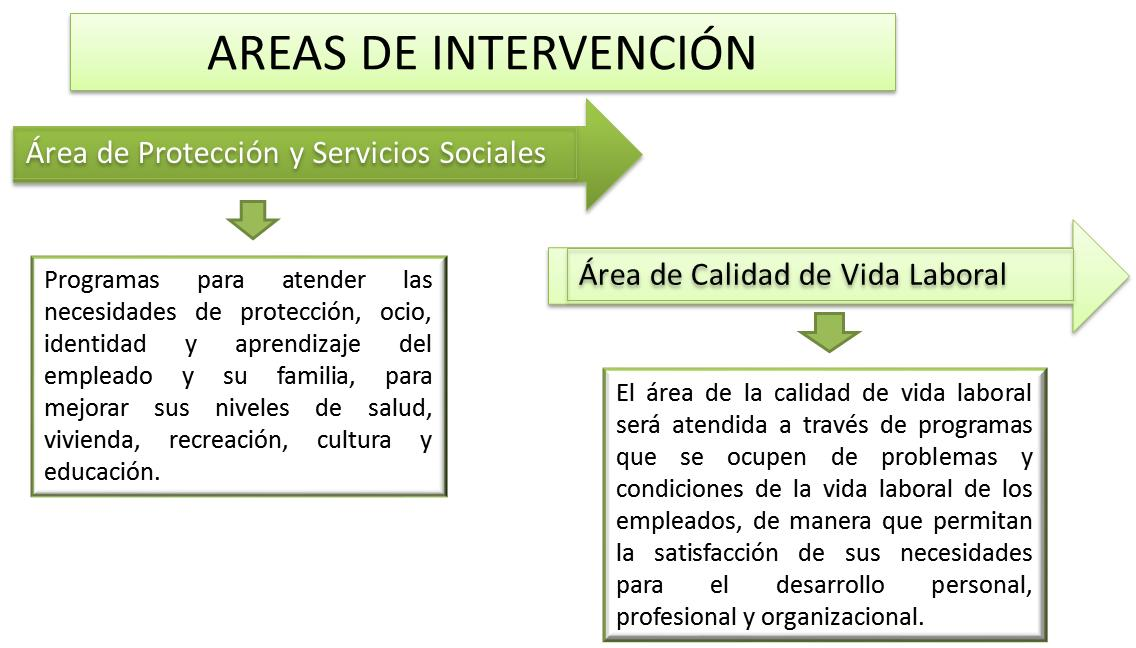 AREAS DE INTERVENCIÓN
Área de Protección y Servicios Sociales
Programas para atender las
necesidades de protección, ocio,
identidad y aprendizaje del
empleado y su familia, para
mejorar sus niveles de salud,
vivienda, recreación, cultura y
educación.
Área de Calidad de Vida Laboral
El área de la calidad de vida laboral
será atendida a través de programas
que se ocupen de problemas y
condiciones de la vida laboral de los
empleados, de manera que permitan
la satisfacción de sus necesidades
para el desarrollo personal,
profesional y organizacional.